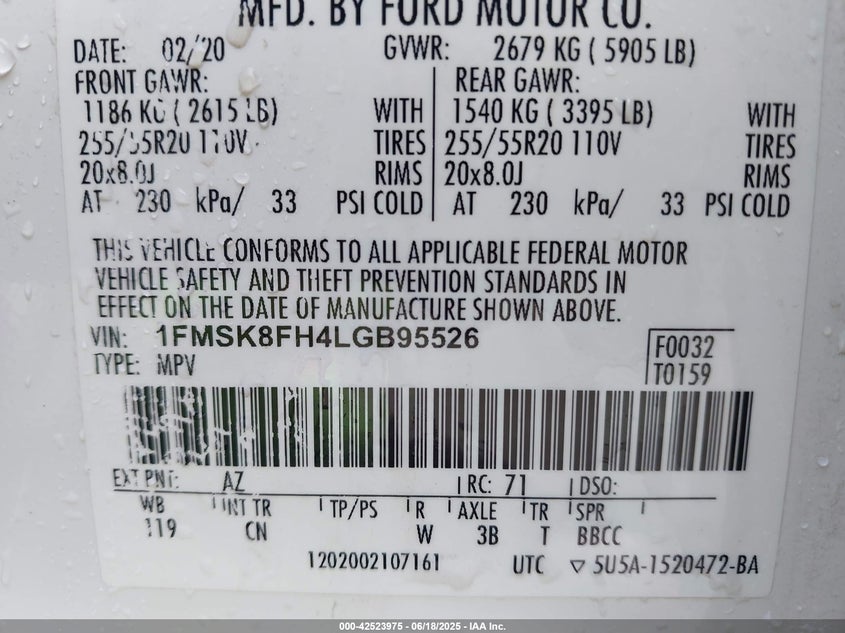 MFD. BY FORD MOTOR CO.
DATE: 02/20 GVWR: 2679 KG ( 5905 LB)
FRONT GAWR: REAR GAWR:
1186 KG ( 2615 LB) WITH 1540 KG ( 3395 LB) WITH
255/55R20 110V TIRES 255/55R20 110V TIRES
20x8.0J RIMS 20x8.0J RIMS
AT 230 kPa/ 33 PSI COLD AT 230 kPa/ 33 PSI COLD
THIS VEHICLE CONFORMS TO ALL APPLICABLE FEDERAL MOTOR
VEHICLE SAFETY AND THEFT PREVENTION STANDARDS IN
EFFECT ON THE DATE OF MANUFACTURE SHOWN ABOVE.
VIN: 1FMSK8FH4LGB95526 F0032
TYPE: MPV T0159
EXT PNT: AZ RC: 71 DSO:
WB INT TR TP/PS R AXLE TR SPR
119 CN W 3B T BBCC
1202002107161 UTC ▽ 5U5A-1520472-BA
000-42523975 - 06/18/2025 - IAA Inc.